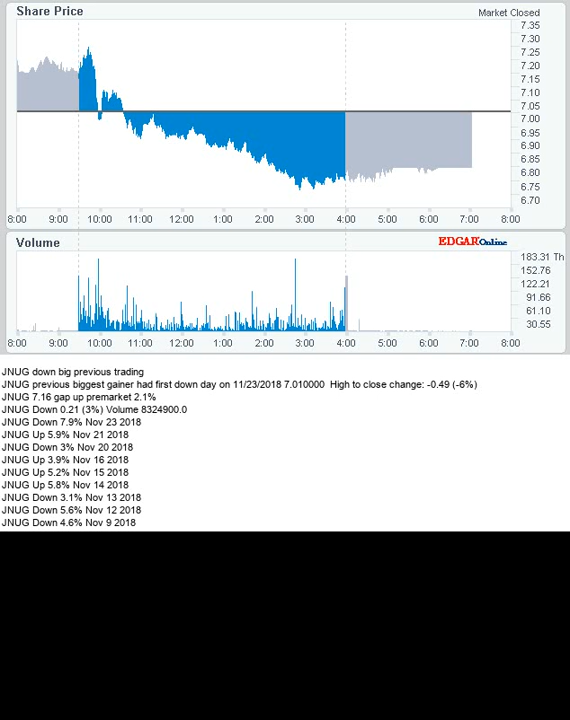 Share Price
Market Closed
7.35
7.30
7.25
7.20
7.15
7.10
7.05
7.00
6.95
6.90
6.85
6.80
6.75
6.70
8:00 9:00 10:00 11:00 12:00 1:00 2:00 3:00 4:00 5:00 6:00 7:00 8:00
Volume
EDGAR Online
183.31 Th
152.76
122.21
91.66
61.10
30.55
8:00 9:00 10:00 11:00 12:00 1:00 2:00 3:00 4:00 5:00 6:00 7:00 8:00
JNUG down big previous trading
JNUG previous biggest gainer had first down day on 11/23/2018 7.010000 High to close change: -0.49 (-6%)
JNUG 7.16 gap up premarket 2.1%
JNUG Down 0.21 (3%) Volume 8324900.0
JNUG Down 7.9% Nov 23 2018
JNUG Up 5.9% Nov 21 2018
JNUG Down 3% Nov 20 2018
JNUG Up 3.9% Nov 16 2018
JNUG Up 5.2% Nov 15 2018
JNUG Up 5.8% Nov 14 2018
JNUG Down 3.1% Nov 13 2018
JNUG Down 5.6% Nov 12 2018
JNUG Down 4.6% Nov 9 2018